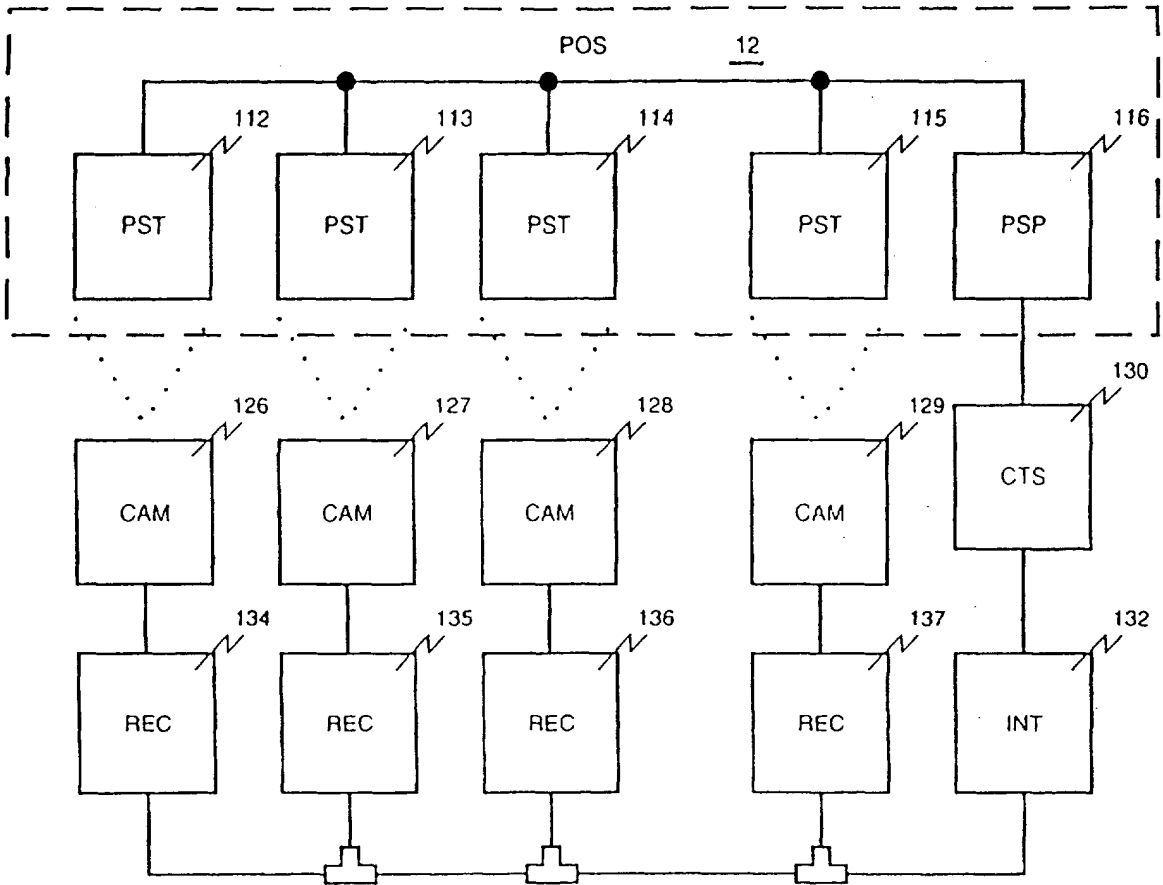 POS 12
112 113 114 115 116
PST PST PST PST PSP
130
126 127 128 129
CTS
CAM CAM CAM CAM
134 135 136 137 132
REC REC REC REC INT